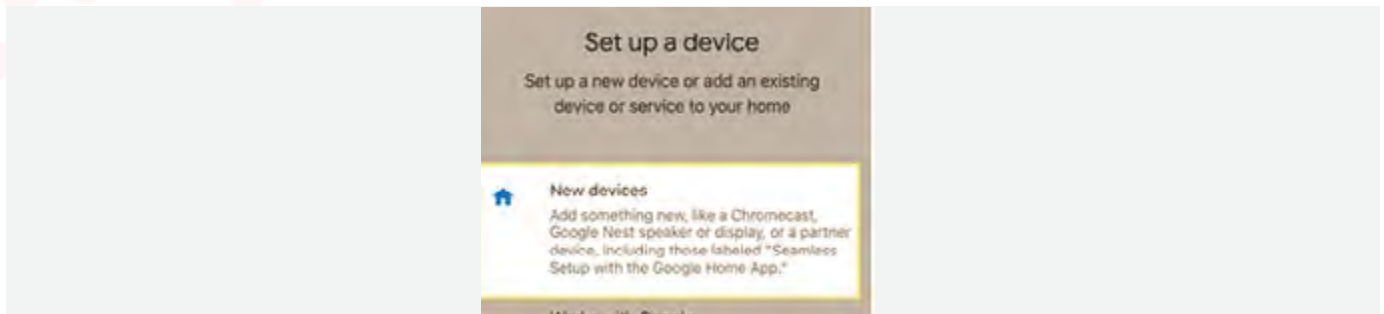 Set up a device
Set up a new device or add an existing
device or service to your home
New devices
Add something new, like a Chromecast,
Google Nest speaker or display, or a partner
device, including those labeled "Seamless
Setup with the Google Home App."